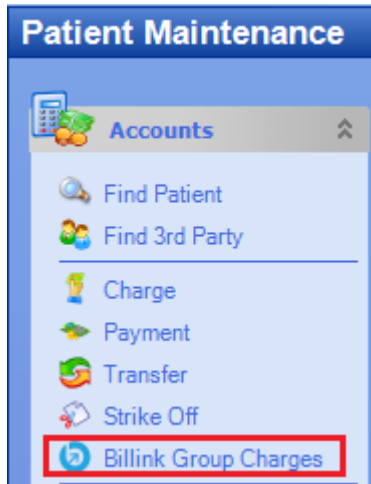 Patient Maintenance
Accounts
Find Patient
Find 3rd Party
Charge
Payment
Transfer
Strike Off
Billink Group Charges